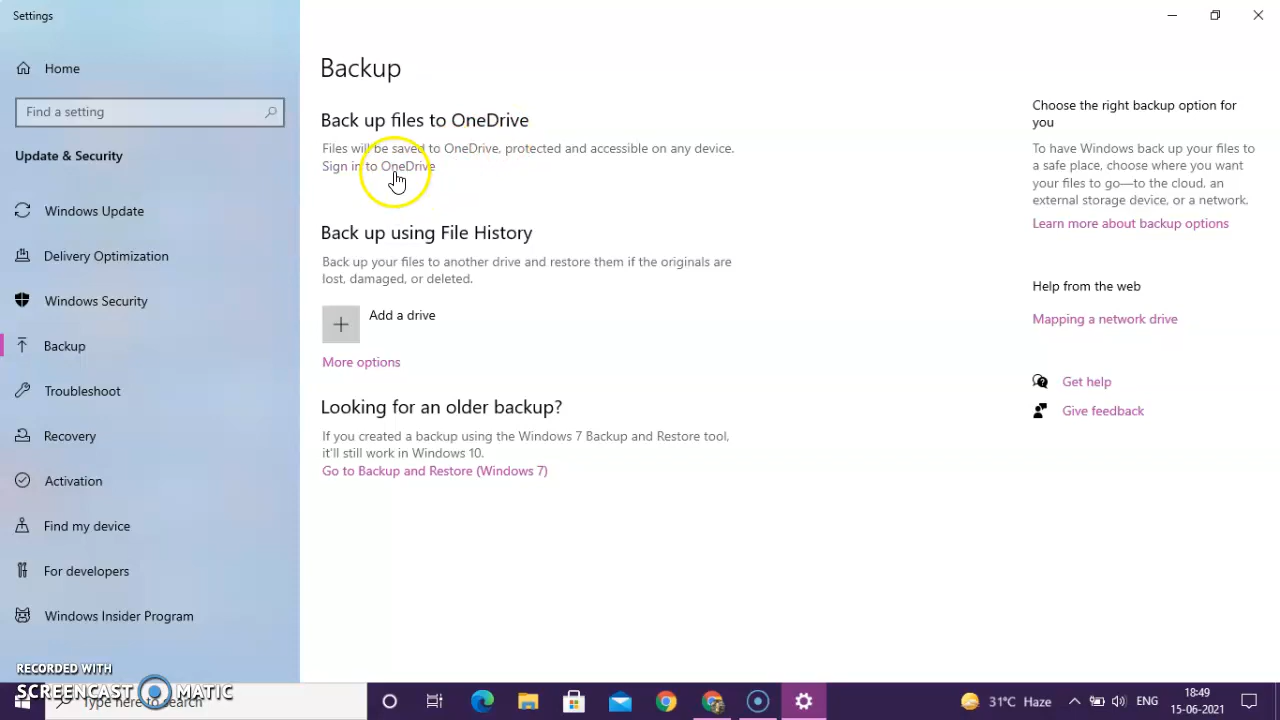 Settings
Home
Find a setting
Update & Security
Windows Update
Delivery Optimization
Windows Security
Backup
Troubleshoot
Recovery
Activation
Find my device
For developers
Windows Insider Program
Backup
Back up files to OneDrive
Files will be saved to OneDrive, protected and accessible on any device.
Sign in to OneDrive
Back up using File History
Back up your files to another drive and restore them if the originals are
lost, damaged, or deleted.
Add a drive
More options
Looking for an older backup?
If you created a backup using the Windows 7 Backup and Restore tool,
it'll still work in Windows 10.
Go to Backup and Restore (Windows 7)
Choose the right backup option for
you
To have Windows back up your files to
a safe place, choose where you want
your files to go—to the cloud, an
external storage device, or a network.
Learn more about backup options
Help from the web
Mapping a network drive
Get help
Give feedback
RECORDED WITH
SCREENCAST MATIC
Type here to search
31°C Haze
ENG
18:49
15-06-2021